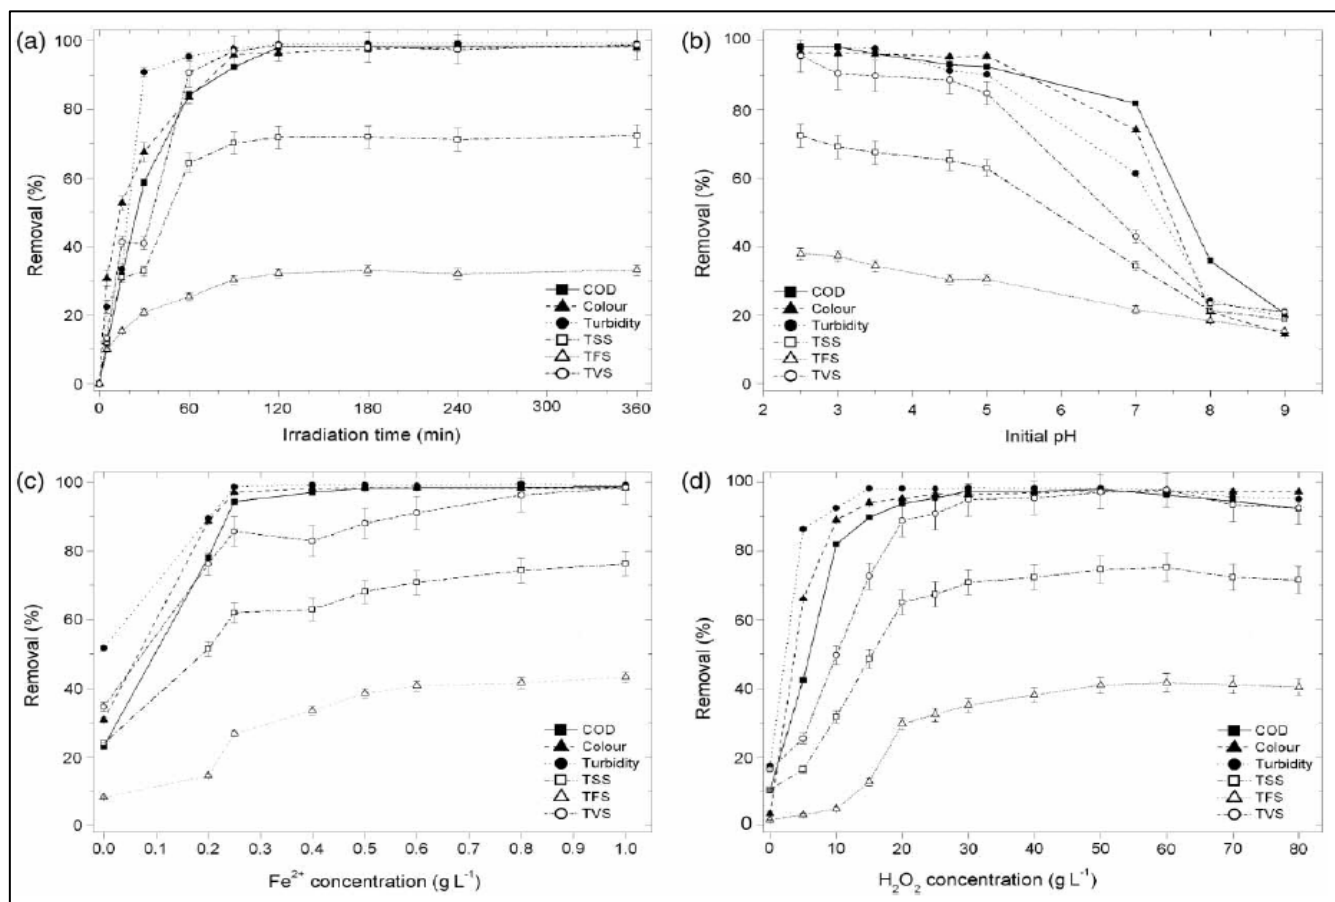 (a)
100
80
60
40
20
0
Removal (%)
COD
Colour
Turbidity
TSS
TFS
TVS
0 60 120 180 240 300 360
Irradiation time (min)
(b)
100
80
60
40
20
0
Removal (%)
COD
Colour
Turbidity
TSS
TFS
TVS
2 3 4 5 6 7 8 9
Initial pH
(c)
100
80
60
40
20
0
Removal (%)
COD
Colour
Turbidity
TSS
TFS
TVS
0.0 0.1 0.2 0.3 0.4 0.5 0.6 0.7 0.8 0.9 1.0
Fe²⁺ concentration (g L⁻¹)
(d)
100
80
60
40
20
0
Removal (%)
COD
Colour
Turbidity
TSS
TFS
TVS
0 10 20 30 40 50 60 70 80
H₂O₂ concentration (g L⁻¹)